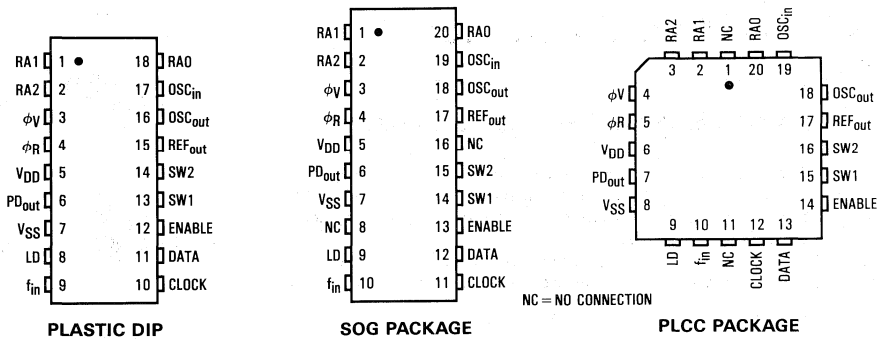 RA1 1 18 RA0
RA2 2 17 OSCin
ϕV 3 16 OSCout
ϕR 4 15 REFout
VDD 5 14 SW2
PDout 6 13 SW1
VSS 7 12 ENABLE
LD 8 11 DATA
fin 9 10 CLOCK
PLASTIC DIP
RA1 1 20 RA0
RA2 2 19 OSCin
ϕV 3 18 OSCout
ϕR 4 17 REFout
VDD 5 16 NC
PDout 6 15 SW2
VSS 7 14 SW1
NC 8 13 ENABLE
LD 9 12 DATA
fin 10 11 CLOCK
SOG PACKAGE
RA2 RA1 NC RA0 OSCin
3 2 1 20 19
ϕV 4 18 OSCout
ϕR 5 17 REFout
VDD 6 16 SW2
PDout 7 15 SW1
VSS 8 14 ENABLE
9 10 11 12 13
LD fin NC CLOCK DATA
NC = NO CONNECTION
PLCC PACKAGE